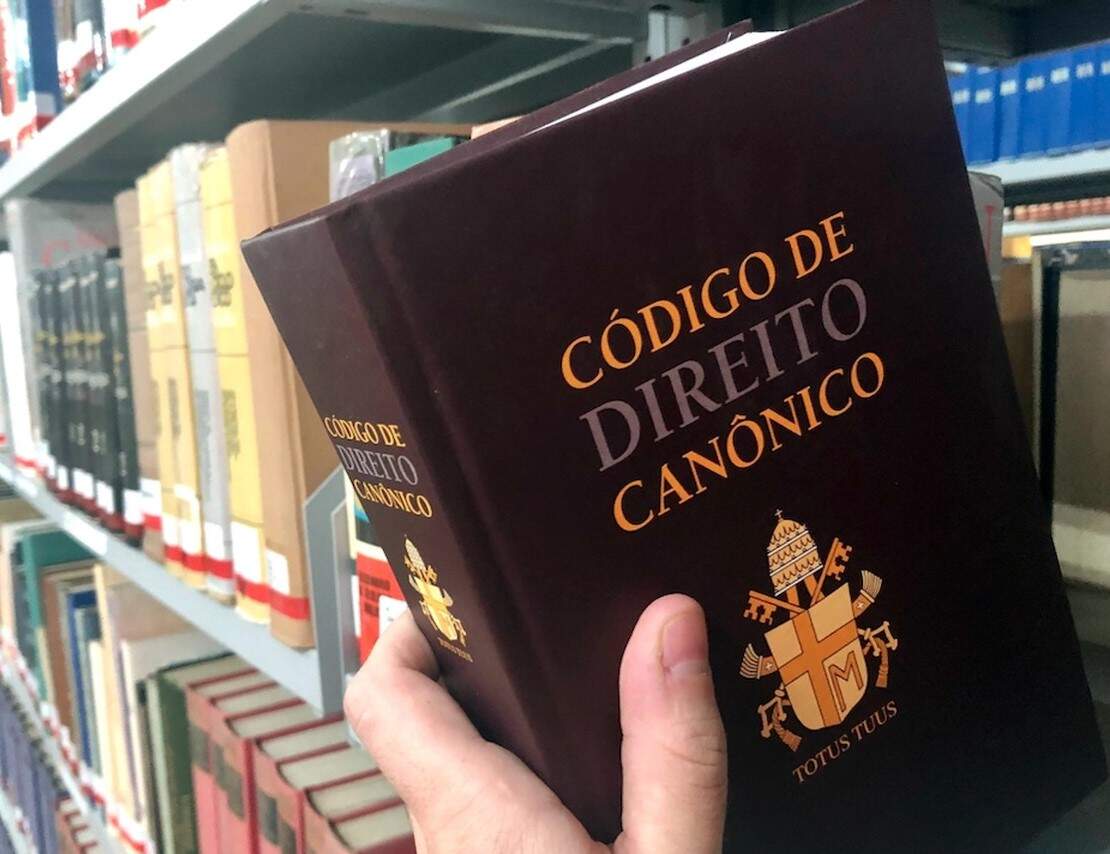 CÓDIGO DE
DIREITO
CANÔNICO
TOTUS TUUS
CÓDIGO DE
DIREITO
CANÔNICO
M
TOTUS TUUS